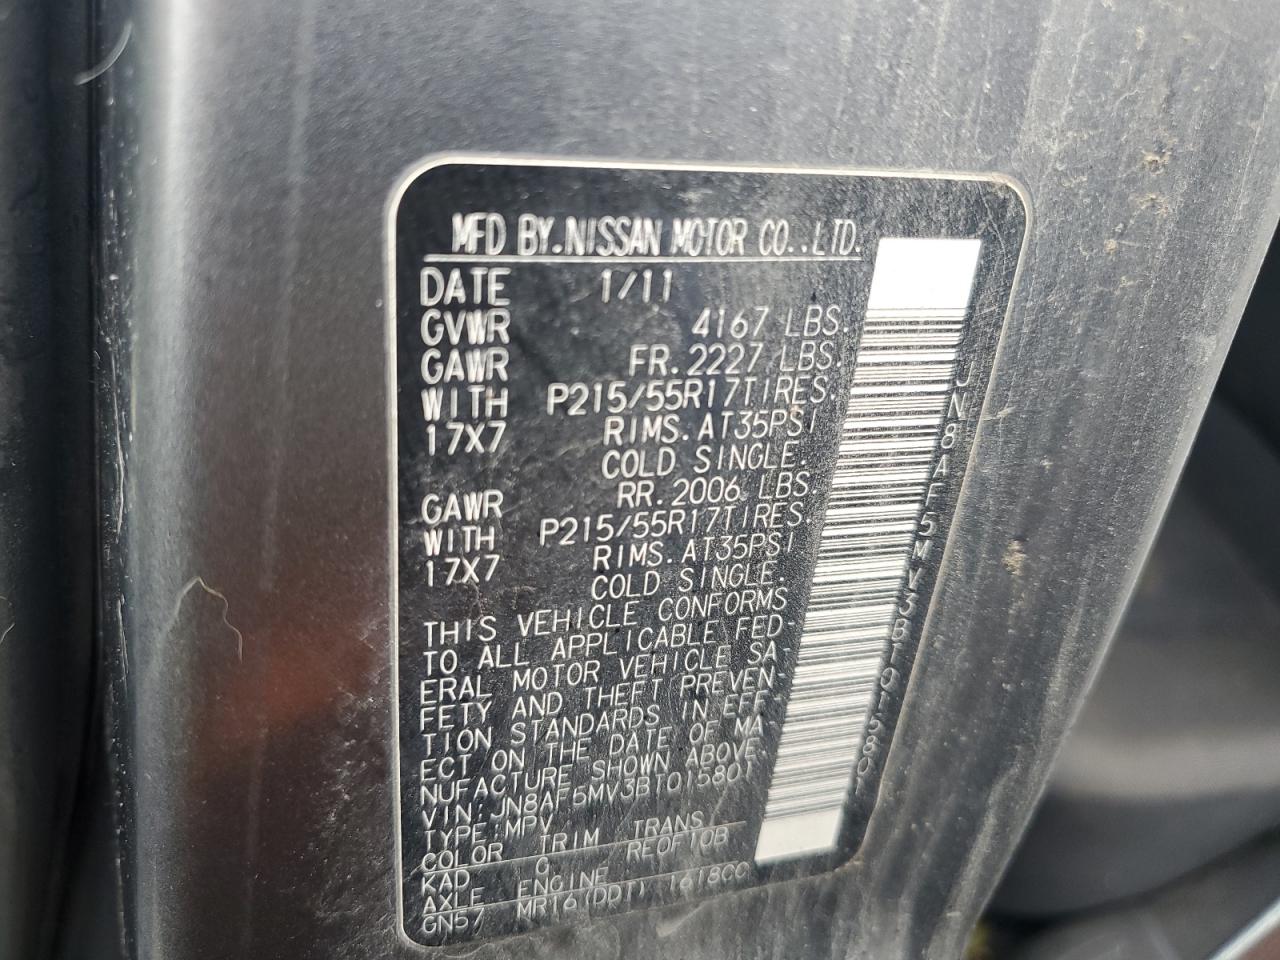 MFD BY.NISSAN MOTOR CO.,LTD.
DATE 1/11
GVWR 4167 LBS.
GAWR FR.2227 LBS.
WITH P215/55R17TIRES.
17X7 RIMS.AT35PSI
COLD SINGLE.
GAWR RR.2006 LBS.
WITH P215/55R17TIRES.
17X7 RIMS.AT35PSI
COLD SINGLE.
THIS VEHICLE CONFORMS
TO ALL APPLICABLE FED-
ERAL MOTOR VEHICLE SA-
FETY AND THEFT PREVEN-
TION STANDARDS IN EFF-
ECT ON THE DATE OF MA-
NUFACTURE SHOWN ABOVE.
VIN:JN8AF5MV3BT015801
TYPE:MPV
COLOR TRIM TRANS
KAD G RE0F10B
AXLE ENGINE
GN57 MR16(DDT) 1618CC
JN8AF5MV3BT015801